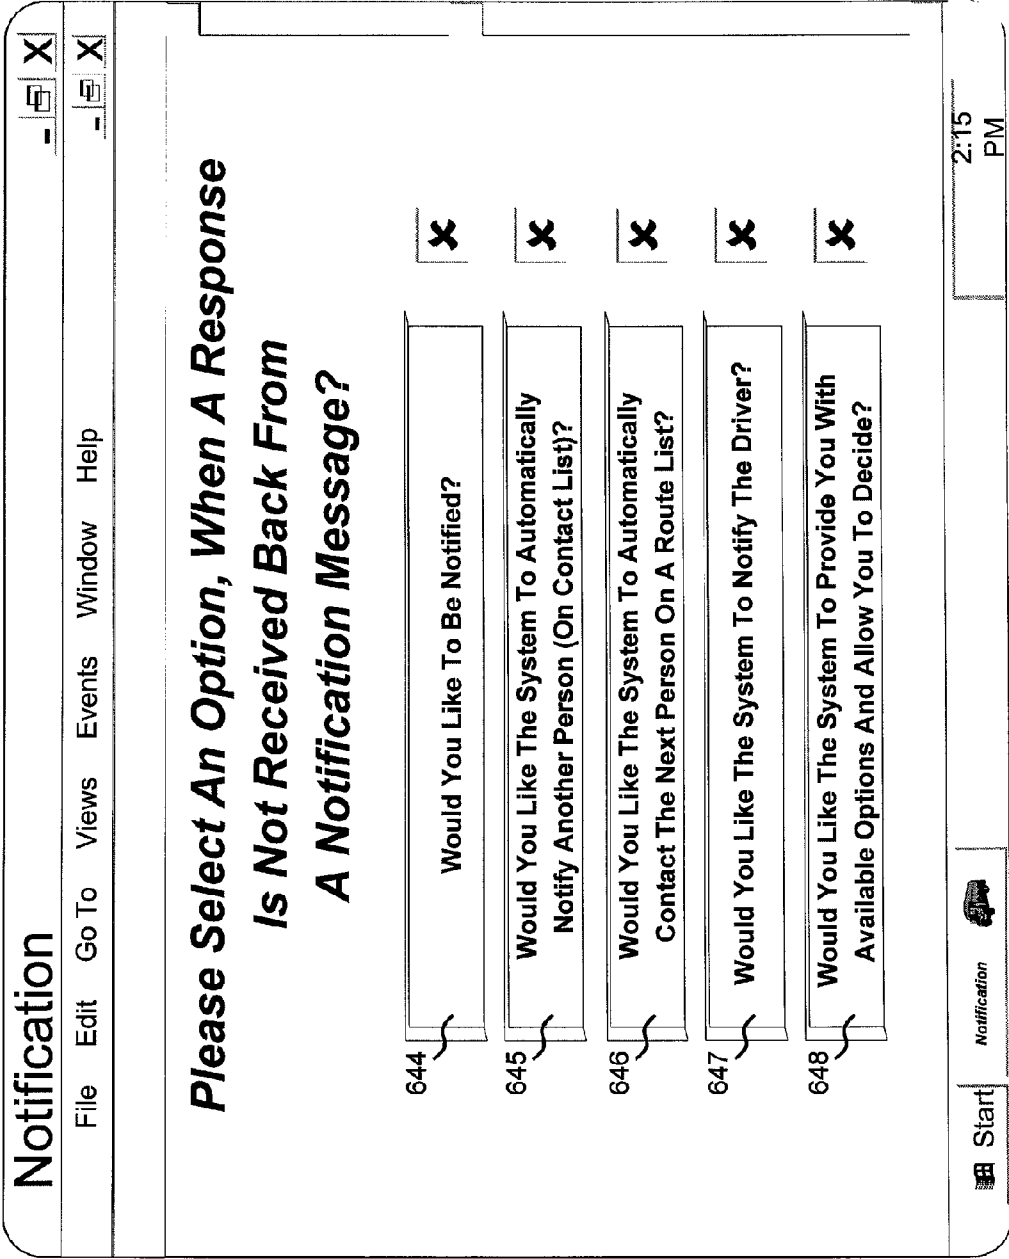 Notification
X
File Edit Go To Views Events Window Help
X
Please Select An Option, When A Response
Is Not Received Back From
A Notification Message?
644
Would You Like To Be Notified?
645
Would You Like The System To Automatically
Notify Another Person (On Contact List)?
646
Would You Like The System To Automatically
Contact The Next Person On A Route List?
647
Would You Like The System To Notify The Driver?
648
Would You Like The System To Provide You With
Available Options And Allow You To Decide?
Start
Notification
2:15
PM